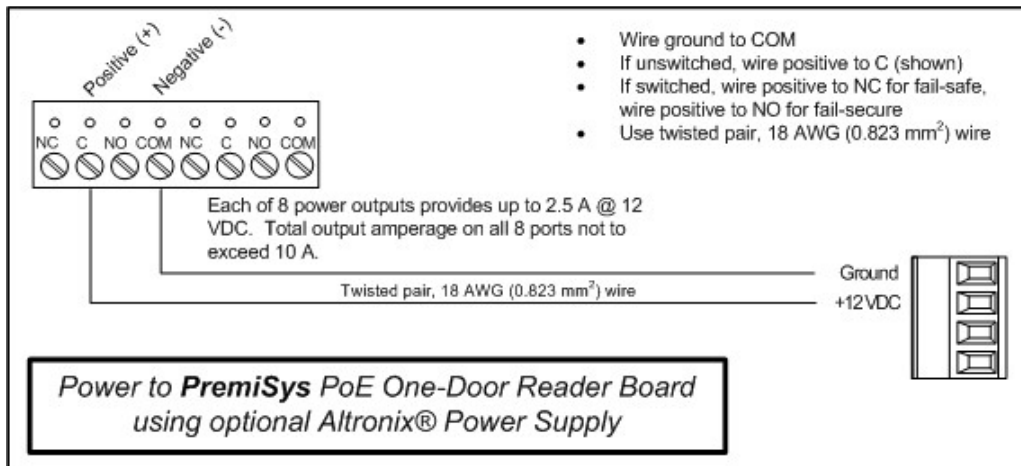 Positive (+)
Negative (-)
• Wire ground to COM
• If unswitched, wire positive to C (shown)
• If switched, wire positive to NC for fail-safe,
wire positive to NO for fail-secure
• Use twisted pair, 18 AWG (0.823 mm²) wire
NC C NO COM NC C NO COM
Each of 8 power outputs provides up to 2.5 A @ 12
VDC. Total output amperage on all 8 ports not to
exceed 10 A.
Ground
Twisted pair, 18 AWG (0.823 mm²) wire
+12VDC
Power to PremiSys PoE One-Door Reader Board
using optional Altronix® Power Supply